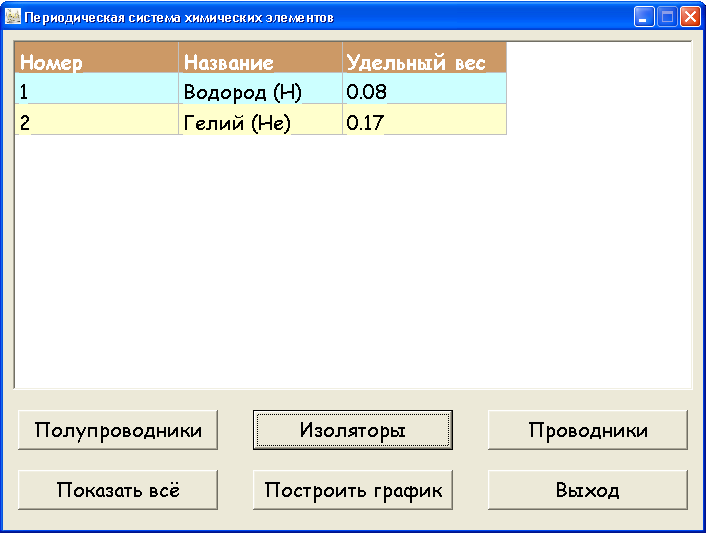 Периодическая система химических элементов
Номер Название Удельный вес
1 Водород (H) 0.08
2 Гелий (He) 0.17
Полупроводники Изоляторы Проводники
Показать всё Построить график Выход